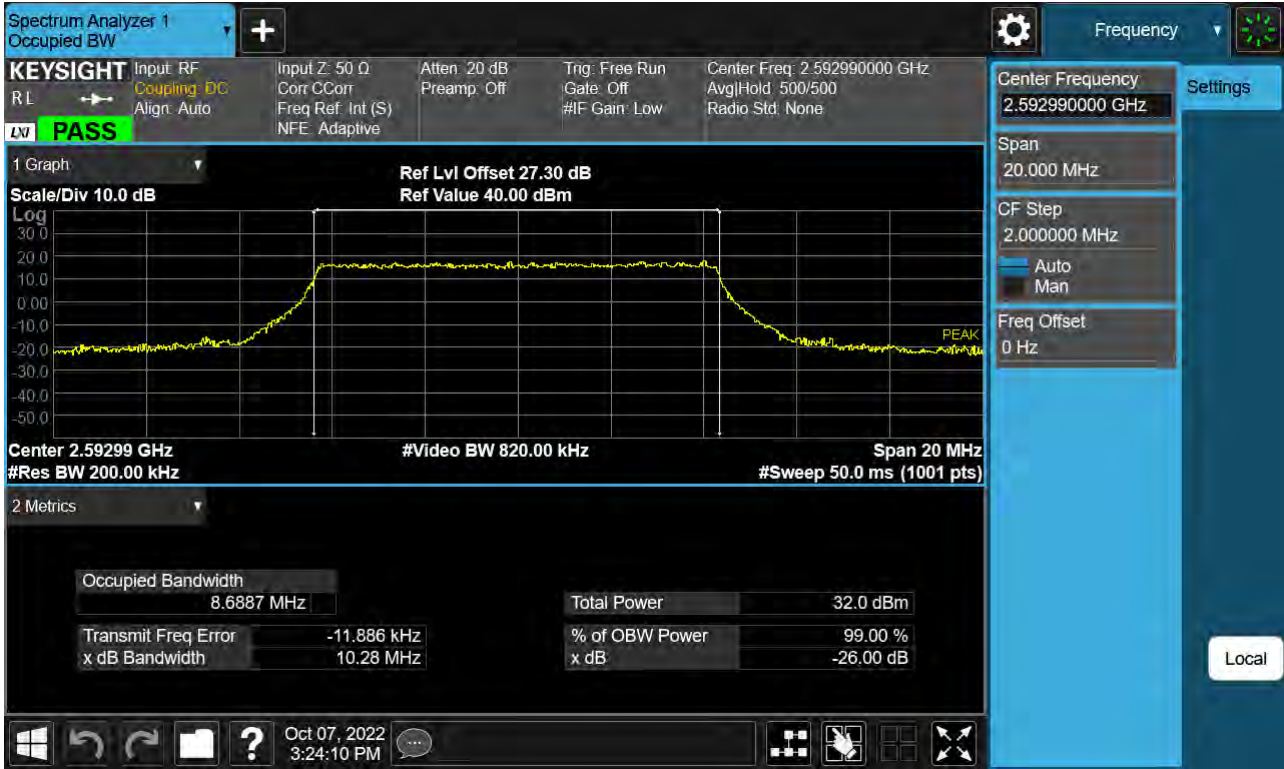 Spectrum Analyzer 1
Occupied BW
Frequency
KEYSIGHT
R L
LXI
PASS
Input: RF
Coupling: DC
Align: Auto
Input Z: 50 Ω
Corr CCorr
Freq Ref: Int (S)
NFE: Adaptive
Atten: 20 dB
Preamp: Off
Trig: Free Run
Gate: Off
#IF Gain: Low
Center Freq: 2.592990000 GHz
Avg|Hold: 500/500
Radio Std: None
1 Graph
Scale/Div 10.0 dB
Ref Lvl Offset 27.30 dB
Ref Value 40.00 dBm
Log
30.0
20.0
10.0
0.00
-10.0
-20.0
-30.0
-40.0
-50.0
PEAK
Center 2.59299 GHz
#Res BW 200.00 kHz
#Video BW 820.00 kHz
Span 20 MHz
#Sweep 50.0 ms (1001 pts)
2 Metrics
Occupied Bandwidth
8.6887 MHz
Transmit Freq Error -11.886 kHz
x dB Bandwidth 10.28 MHz
Total Power 32.0 dBm
% of OBW Power 99.00 %
x dB -26.00 dB
Center Frequency
2.592990000 GHz
Span
20.000 MHz
CF Step
2.000000 MHz
Auto
Man
Freq Offset
0 Hz
Settings
Local
?
Oct 07, 2022
3:24:10 PM